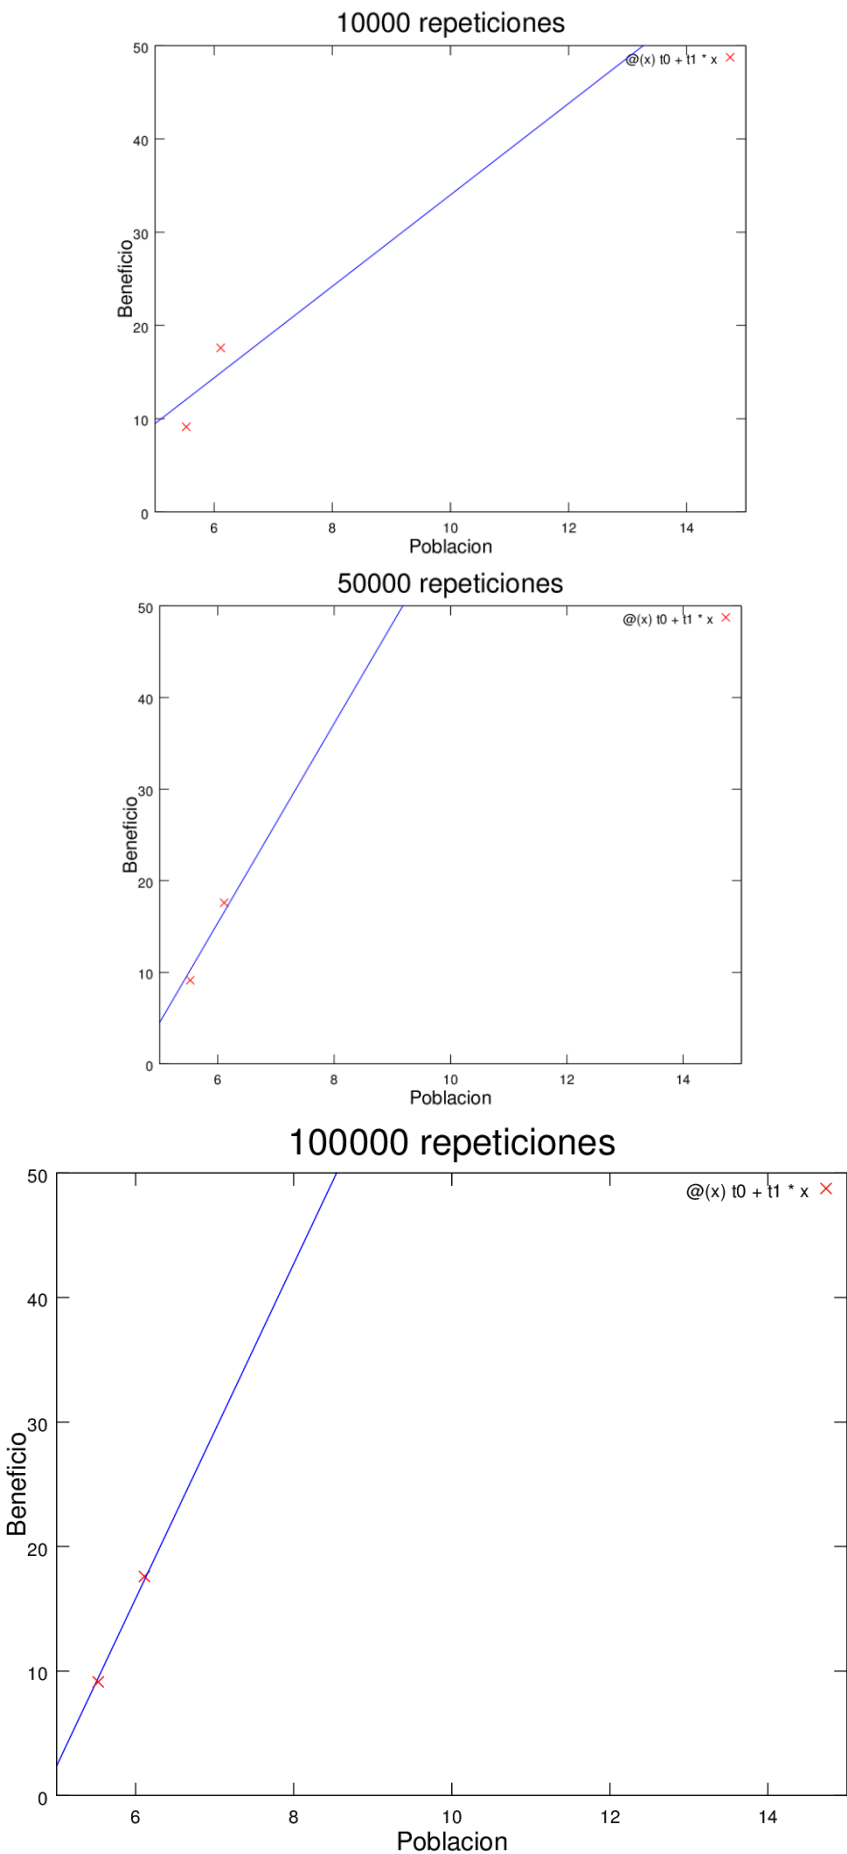 10000 repeticiones
50
@(x) t0 + t1 * x
40
30
Beneficio
20
10
0
6 8 10 12 14
Poblacion
50000 repeticiones
50
@(x) t0 + t1 * x
40
30
Beneficio
20
10
0
6 8 10 12 14
Poblacion
100000 repeticiones
50
@(x) t0 + t1 * x
40
30
Beneficio
20
10
0
6 8 10 12 14
Poblacion